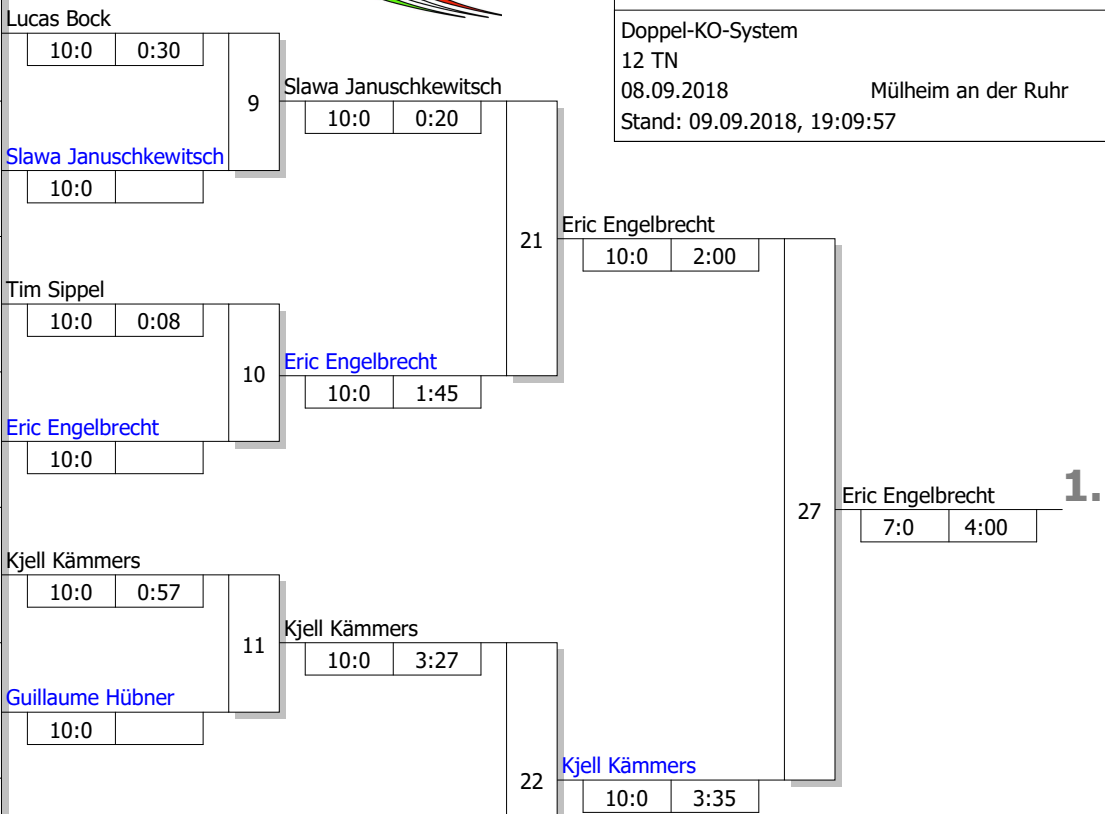 Lucas Bock
10:0 0:30
Doppel-KO-System
12 TN
08.09.2018 Mülheim an der Ruhr
Stand: 09.09.2018, 19:09:57
9
Slawa Januschkewitsch
10:0 0:20
Slawa Januschkewitsch
10:0
21
Eric Engelbrecht
10:0 2:00
Tim Sippel
10:0 0:08
10
Eric Engelbrecht
10:0 1:45
Eric Engelbrecht
10:0
27
Eric Engelbrecht 1.
7:0 4:00
Kjell Kämmers
10:0 0:57
11
Kjell Kämmers
10:0 3:27
Guillaume Hübner
10:0
22
Kjell Kämmers
10:0 3:35